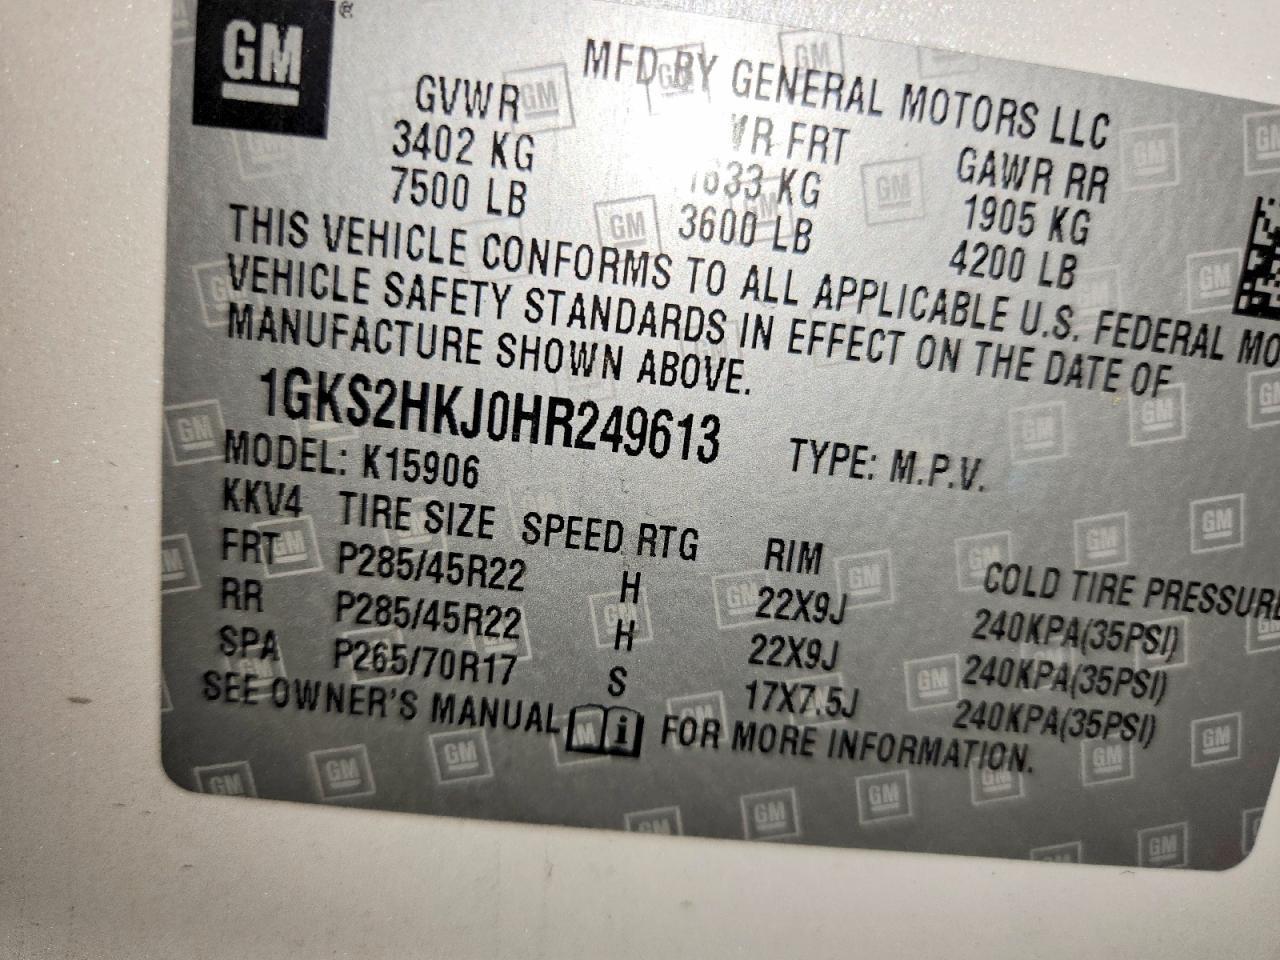 GM ®
MFD BY GENERAL MOTORS LLC
GVWR FRT GAWR RR
3402 KG KG 1905 KG
7500 LB 3600 LB 4200 LB
THIS VEHICLE CONFORMS TO ALL APPLICABLE U.S. FEDERAL MO
VEHICLE SAFETY STANDARDS IN EFFECT ON THE DATE OF
MANUFACTURE SHOWN ABOVE.
1GKS2HKJ0HR249613 TYPE: M.P.V.
MODEL: K15906
KKV4 TIRE SIZE SPEED RTG RIM COLD TIRE PRESSURE
FRT P285/45R22 H 22X9J 240KPA(35PSI)
RR P285/45R22 H 22X9J 240KPA(35PSI)
SPA P265/70R17 S 17X7.5J 240KPA(35PSI)
SEE OWNER'S MANUAL i FOR MORE INFORMATION.